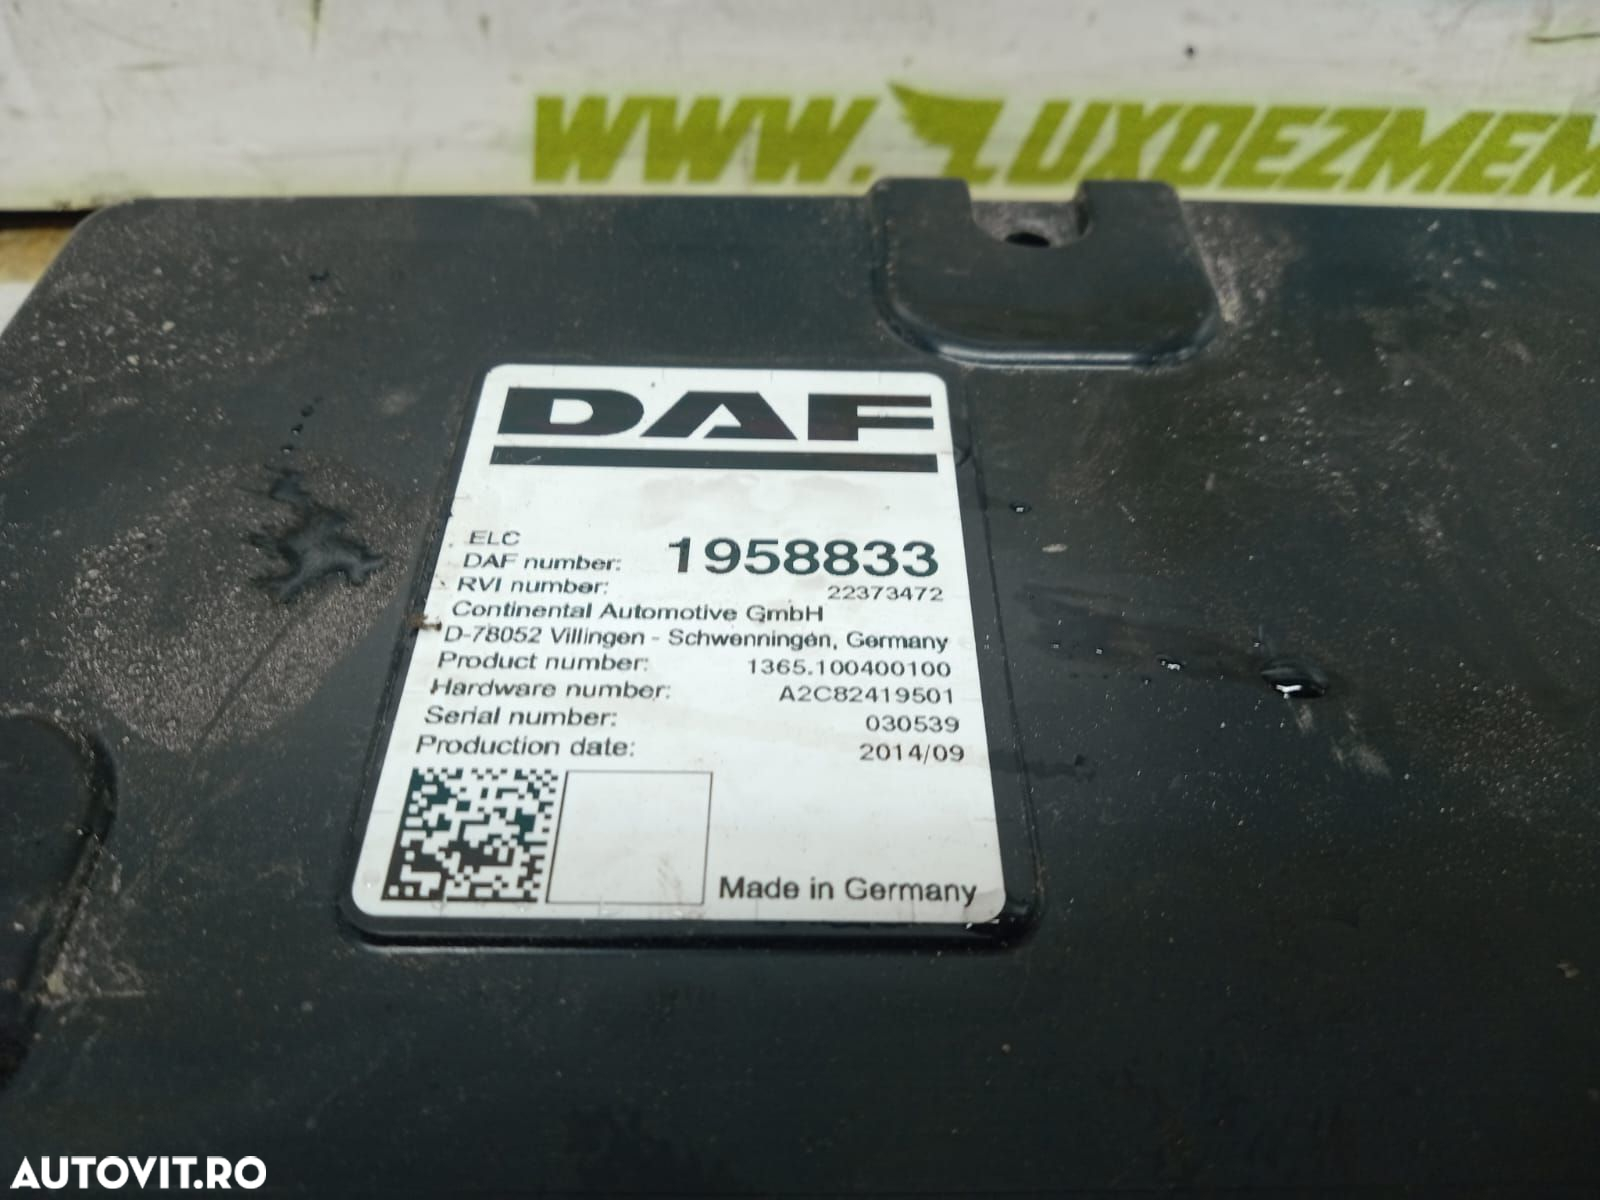 WWW.LUXDEZMEM
DAF
ELC
DAF number: 1958833
RVI number: 22373472
Continental Automotive GmbH
D-78052 Villingen - Schwenningen, Germany
Product number: 1365.100400100
Hardware number: A2C82419501
Serial number: 030539
Production date: 2014/09
Made in Germany
AUTOVIT.RO